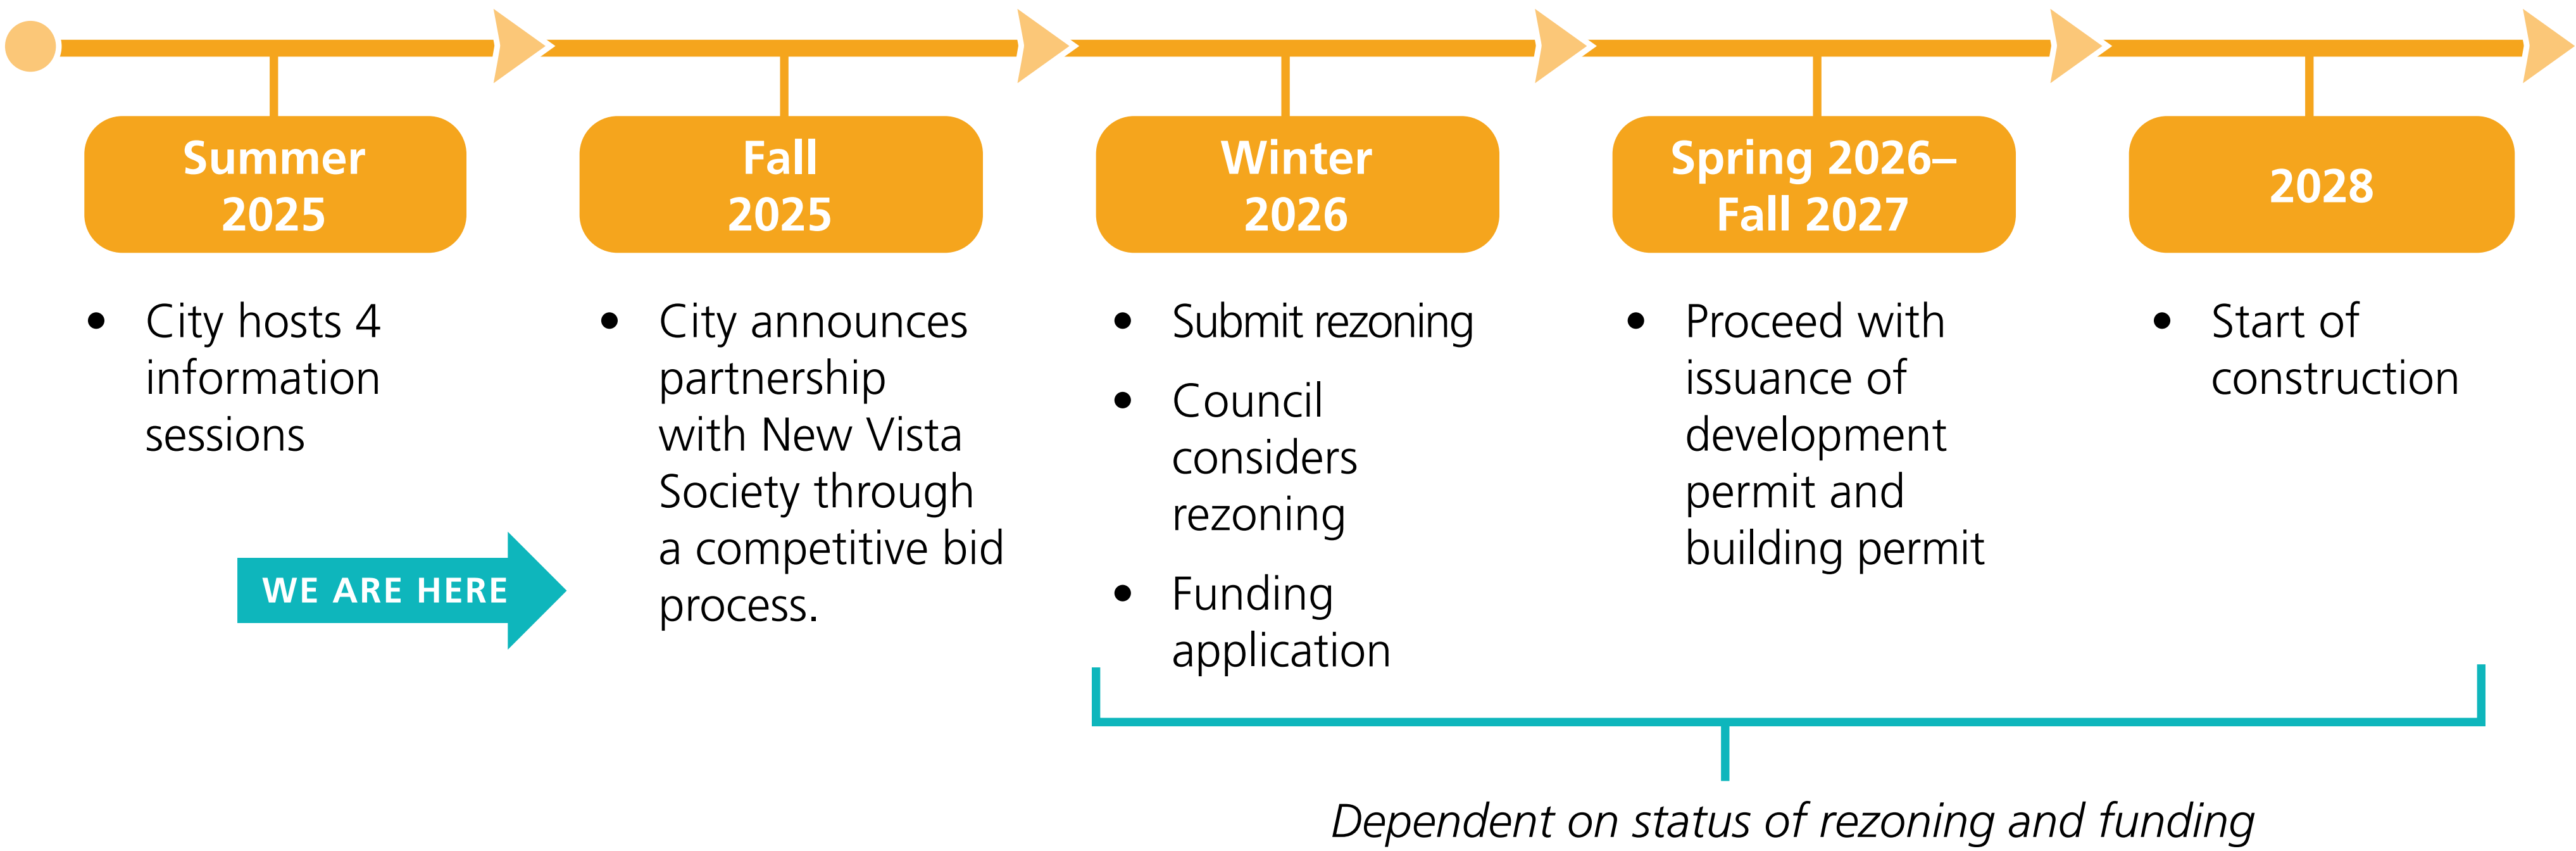 Summer
2025
• City hosts 4
information
sessions
WE ARE HERE
Fall
2025
• City announces
partnership
with New Vista
Society through
a competitive bid
process.
Winter
2026
• Submit rezoning
• Council
considers
rezoning
• Funding
application
Spring 2026–
Fall 2027
• Proceed with
issuance of
development
permit and
building permit
2028
• Start of
construction
Dependent on status of rezoning and funding